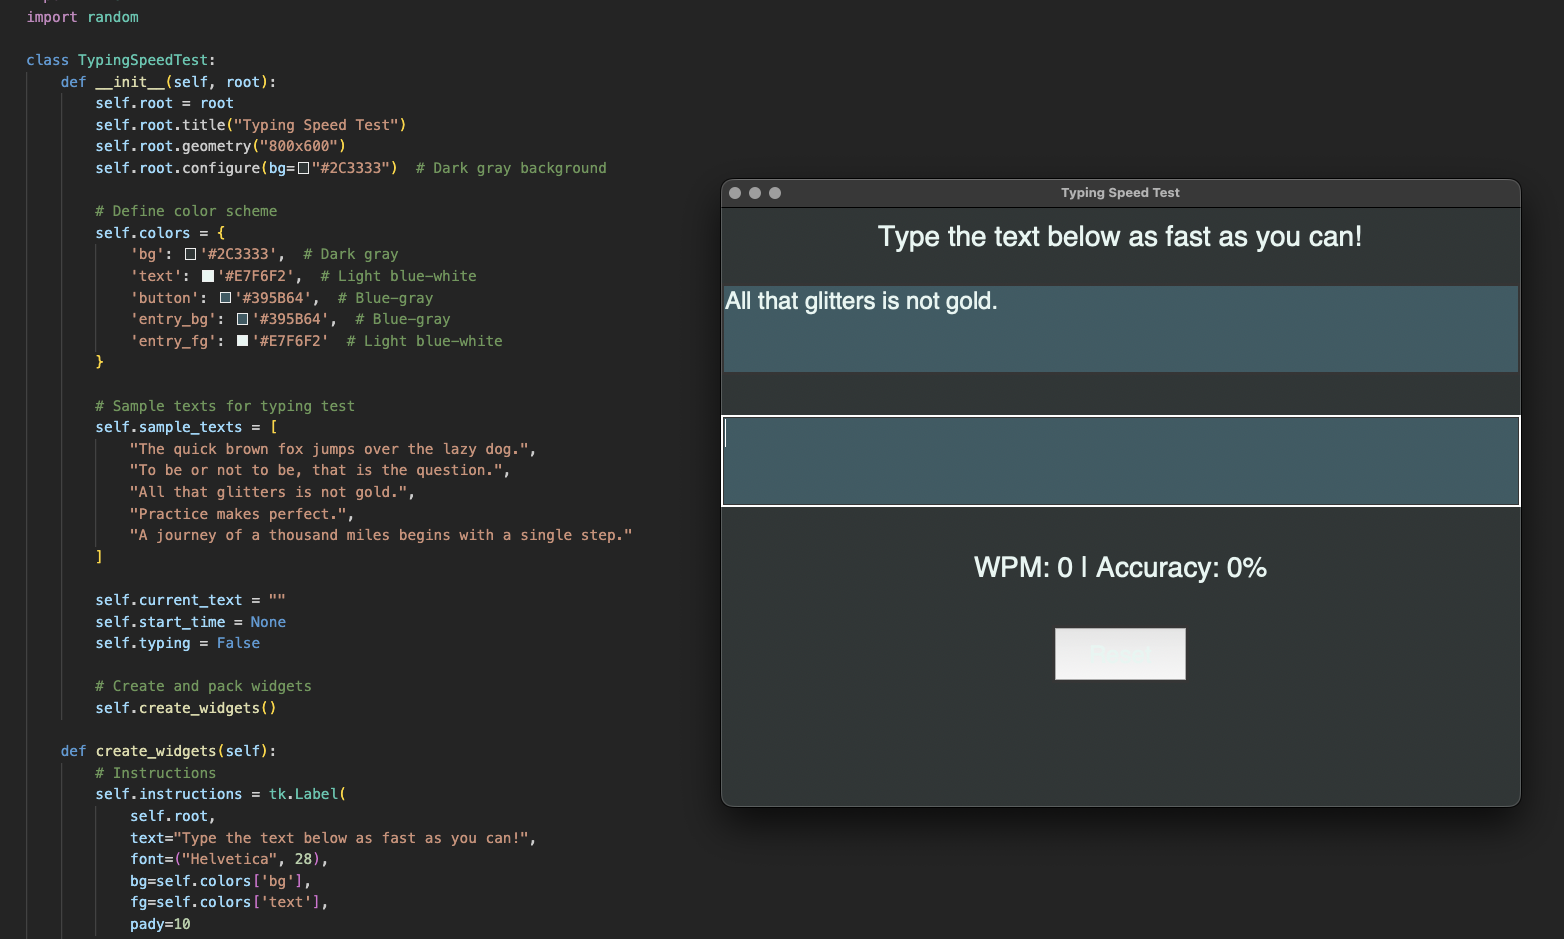 import random
class TypingSpeedTest:
def __init__(self, root):
self.root = root
self.root.title("Typing Speed Test")
self.root.geometry("800x600")
self.root.configure(bg="#2C3333")  # Dark gray background
# Define color scheme
self.colors = {
'bg': '#2C3333',  # Dark gray
'text': '#E7F6F2',  # Light blue-white
'button': '#395B64',  # Blue-gray
'entry_bg': '#395B64',  # Blue-gray
'entry_fg': '#E7F6F2'  # Light blue-white
}
# Sample texts for typing test
self.sample_texts = [
"The quick brown fox jumps over the lazy dog.",
"To be or not to be, that is the question.",
"All that glitters is not gold.",
"Practice makes perfect.",
"A journey of a thousand miles begins with a single step."
]
self.current_text = ""
self.start_time = None
self.typing = False
# Create and pack widgets
self.create_widgets()
def create_widgets(self):
# Instructions
self.instructions = tk.Label(
self.root,
text="Type the text below as fast as you can!",
font=("Helvetica", 28),
bg=self.colors['bg'],
fg=self.colors['text'],
pady=10
Typing Speed Test
Type the text below as fast as you can!
All that glitters is not gold.
WPM: 0 | Accuracy: 0%
Reset